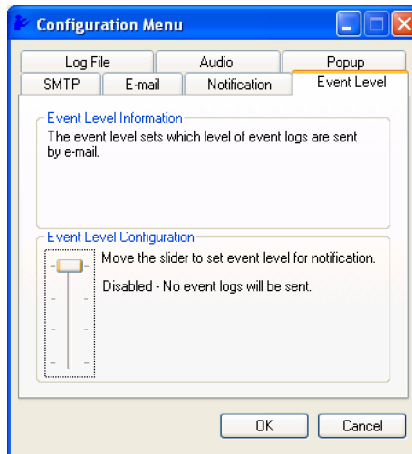 Configuration Menu
Log File Audio Popup
SMTP E-mail Notification Event Level
Event Level Information
The event level sets which level of event logs are sent
by e-mail.
Event Level Configuration
Move the slider to set event level for notification.
Disabled - No event logs will be sent.
OK Cancel